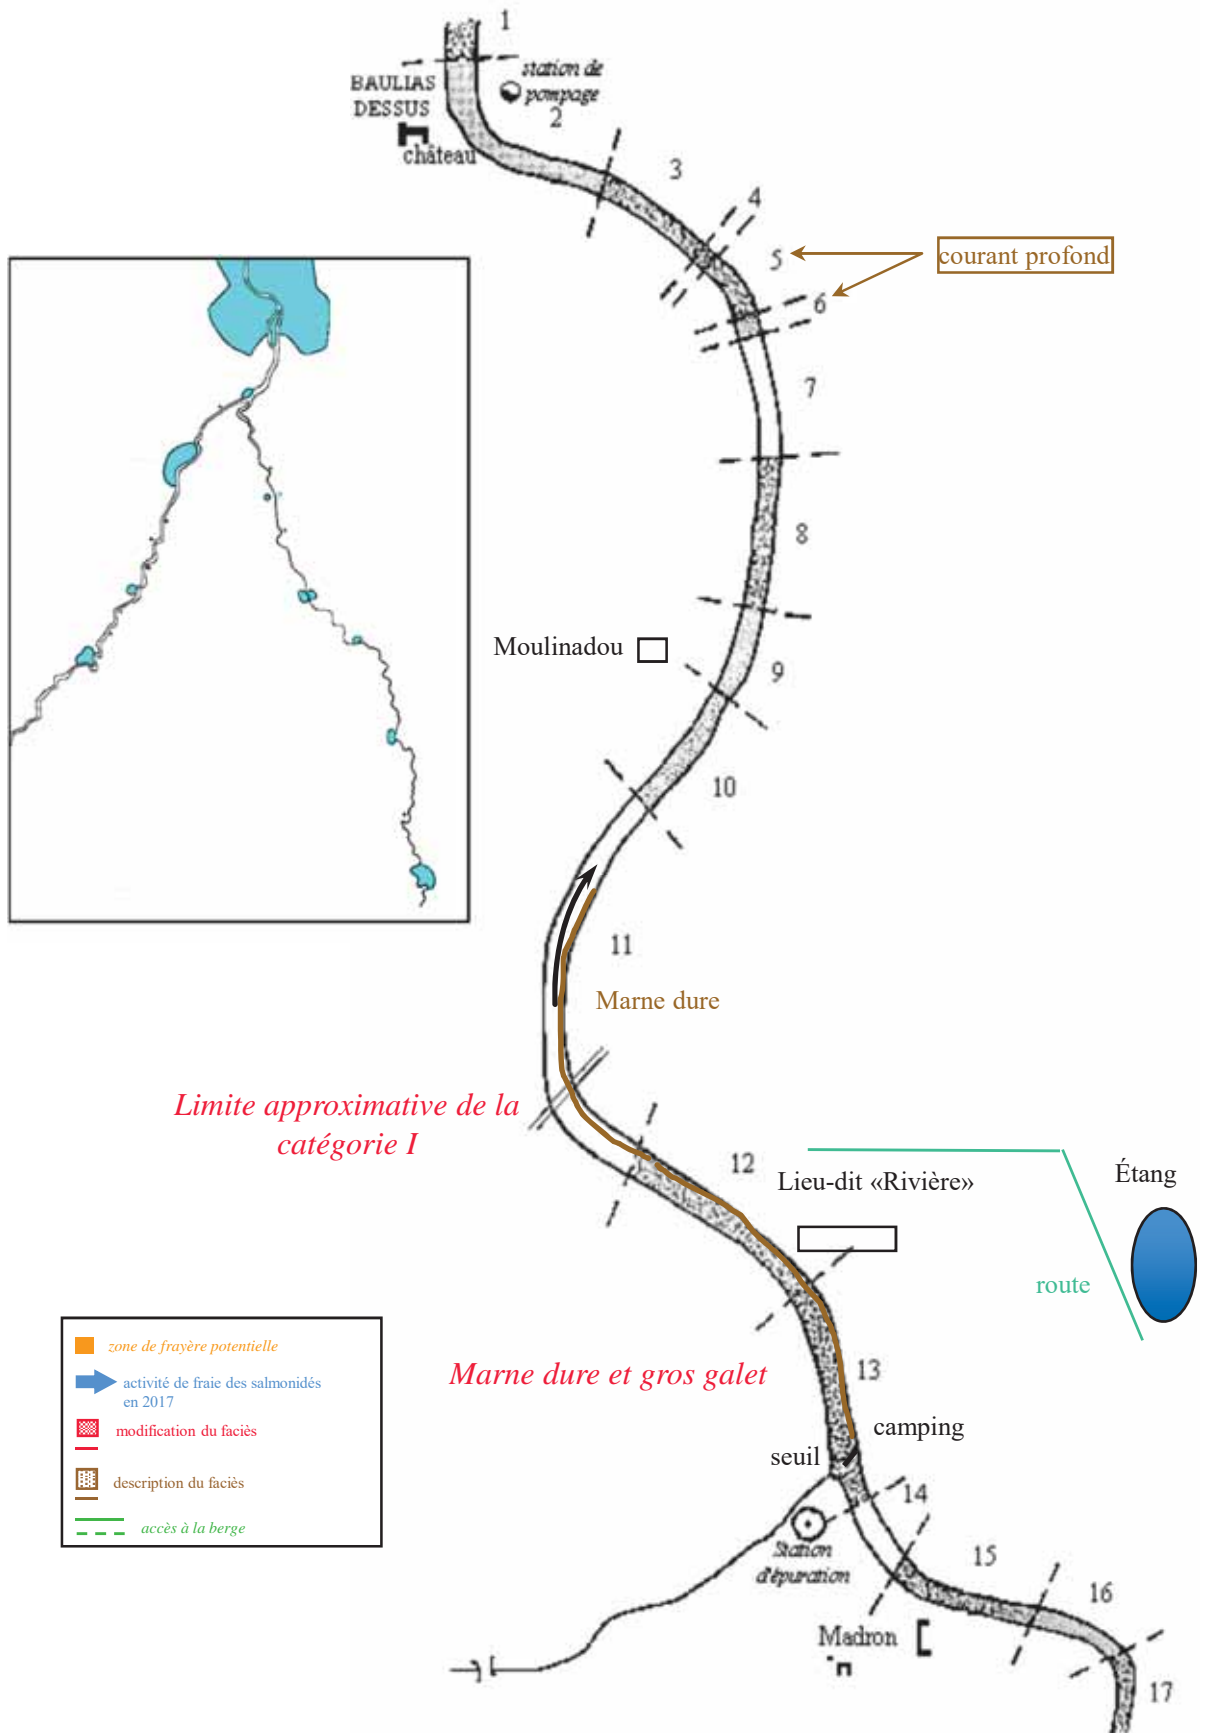 1
station de
pompage
BAULIAS
DESSUS
château
2
3
4
5
courant profond
6
7
8
Moulinadou
9
10
11
Marne dure
Limite approximative de la
catégorie I
12
Lieu-dit «Rivière»
Étang
route
zone de frayère potentielle
activité de fraie des salmonidés
en 2017
modification du faciès
description du faciès
accès à la berge
Marne dure et gros galet
13
camping
seuil
14
Station
d'épuration
15
16
Madron
17